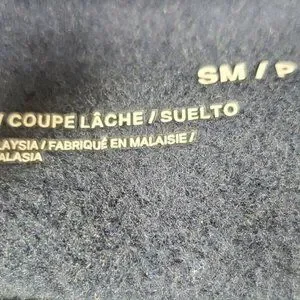 SM / P
/ COUPE LÂCHE / SUELTO
LAYSIA / FABRIQUÉ EN MALAISIE /
ALASIA